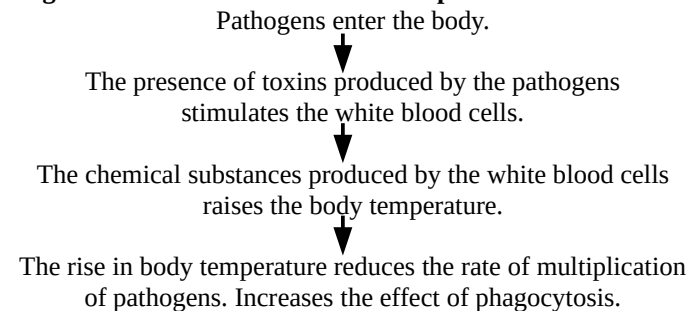 Pathogens enter the body.
The presence of toxins produced by the pathogens
stimulates the white blood cells.
The chemical substances produced by the white blood cells
raises the body temperature.
The rise in body temperature reduces the rate of multiplication
of pathogens. Increases the effect of phagocytosis.